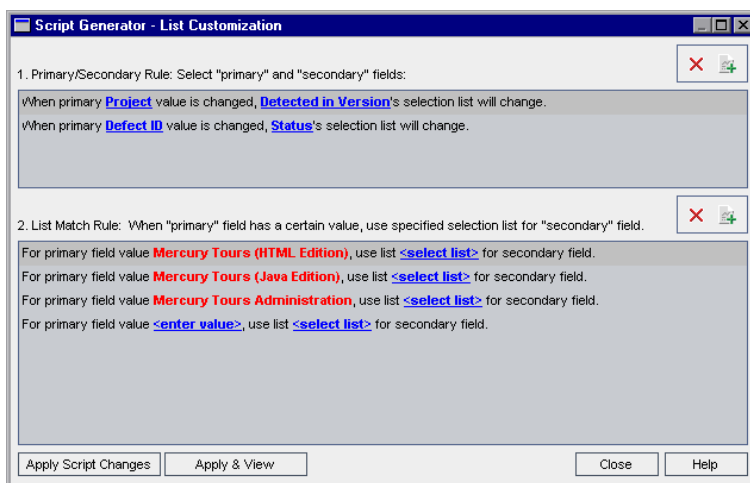 Script Generator - List Customization
1. Primary/Secondary Rule: Select "primary" and "secondary" fields:
When primary Project value is changed, Detected in Version's selection list will change.
When primary Defect ID value is changed, Status's selection list will change.
2. List Match Rule: When "primary" field has a certain value, use specified selection list for "secondary" field.
For primary field value Mercury Tours (HTML Edition), use list <select list> for secondary field.
For primary field value Mercury Tours (Java Edition), use list <select list> for secondary field.
For primary field value Mercury Tours Administration, use list <select list> for secondary field.
For primary field value <enter value>, use list <select list> for secondary field.
Apply Script Changes Apply & View Close Help